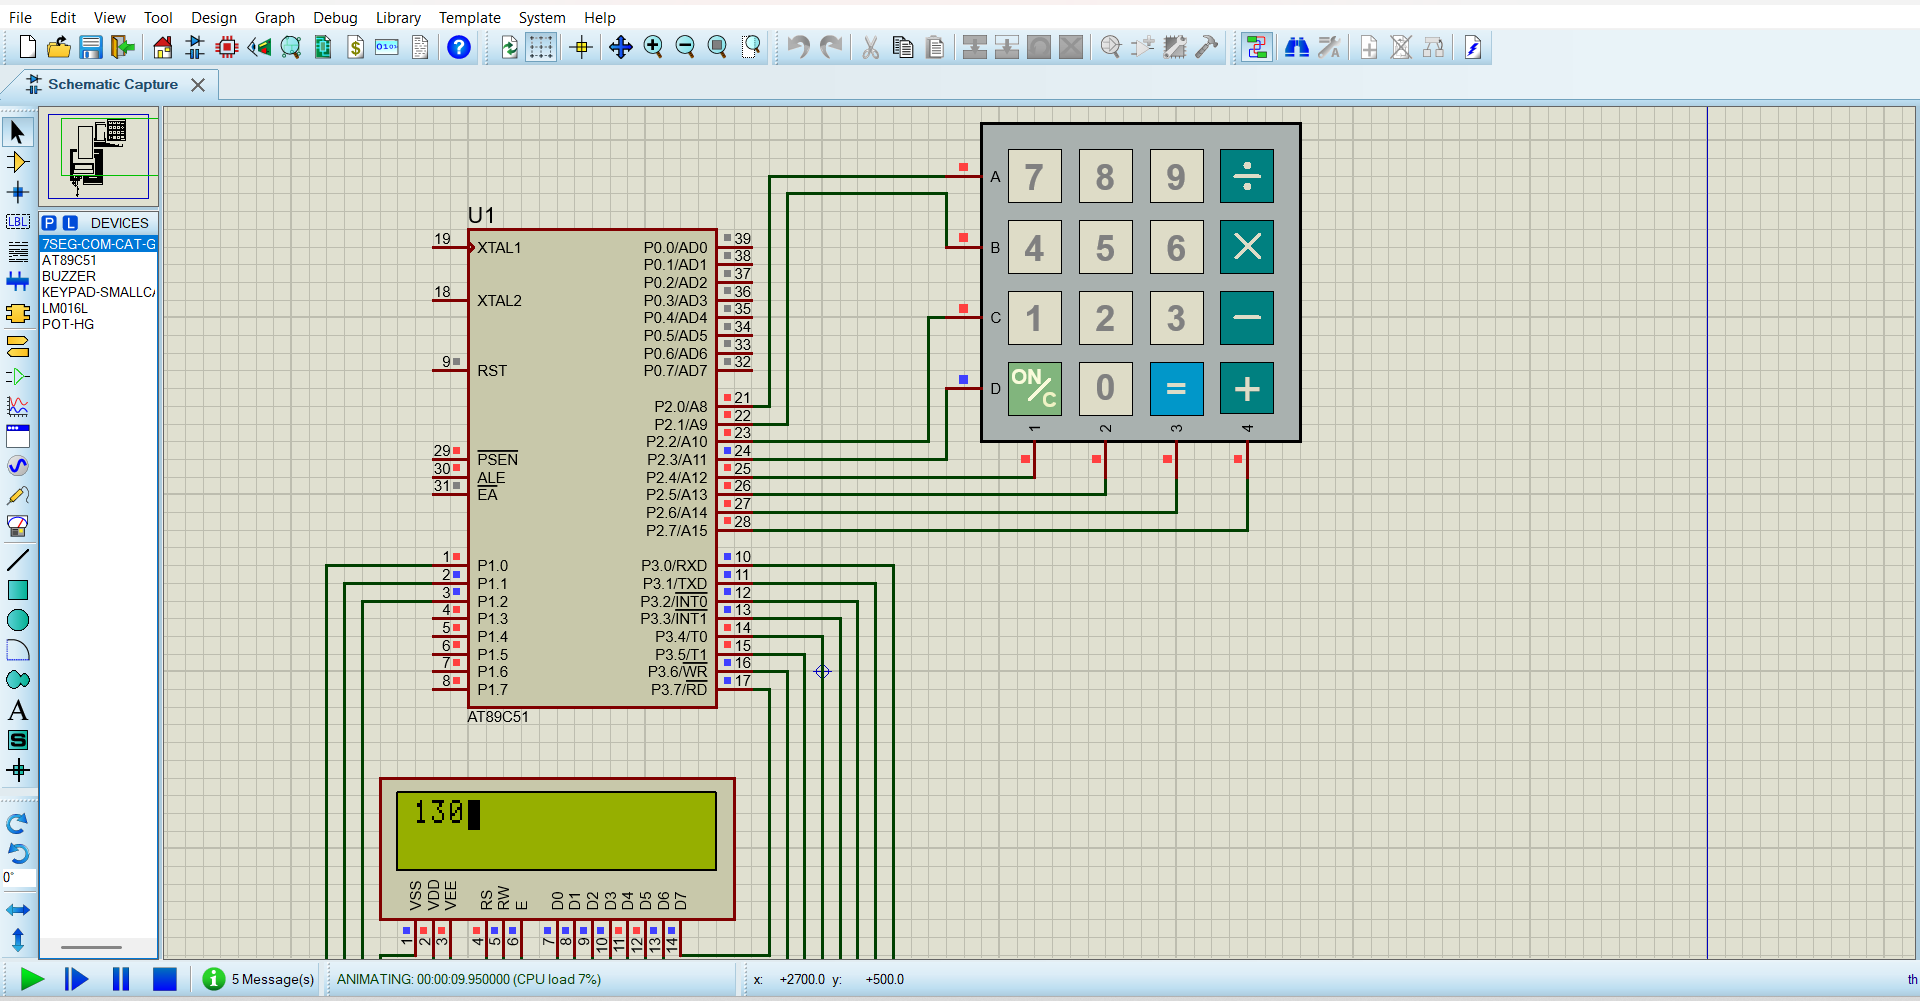 File Edit View Tool Design Graph Debug Library Template System Help
Schematic Capture
P L DEVICES
7SEG-COM-CAT-G
AT89C51
BUZZER
KEYPAD-SMALLCA
LM016L
POT-HG
LBL
A
S
0°
U1
19 XTAL1
18 XTAL2
9 RST
29 PSEN
30 ALE
31 EA
1 P1.0
2 P1.1
3 P1.2
4 P1.3
5 P1.4
6 P1.5
7 P1.6
8 P1.7
P0.0/AD0 39
P0.1/AD1 38
P0.2/AD2 37
P0.3/AD3 36
P0.4/AD4 35
P0.5/AD5 34
P0.6/AD6 33
P0.7/AD7 32
P2.0/A8 21
P2.1/A9 22
P2.2/A10 23
P2.3/A11 24
P2.4/A12 25
P2.5/A13 26
P2.6/A14 27
P2.7/A15 28
P3.0/RXD 10
P3.1/TXD 11
P3.2/INT0 12
P3.3/INT1 13
P3.4/T0 14
P3.5/T1 15
P3.6/WR 16
P3.7/RD 17
AT89C51
A 7 8 9 ÷
B 4 5 6 ×
C 1 2 3 −
D ON/C 0 = +
1 2 3 4
130
VSS VDD VEE RS RW E D0 D1 D2 D3 D4 D5 D6 D7
1 2 3 4 5 6 7 8 9 10 11 12 13 14
5 Message(s) ANIMATING: 00:00:09.950000 (CPU load 7%) x: +2700.0 y: +500.0 th